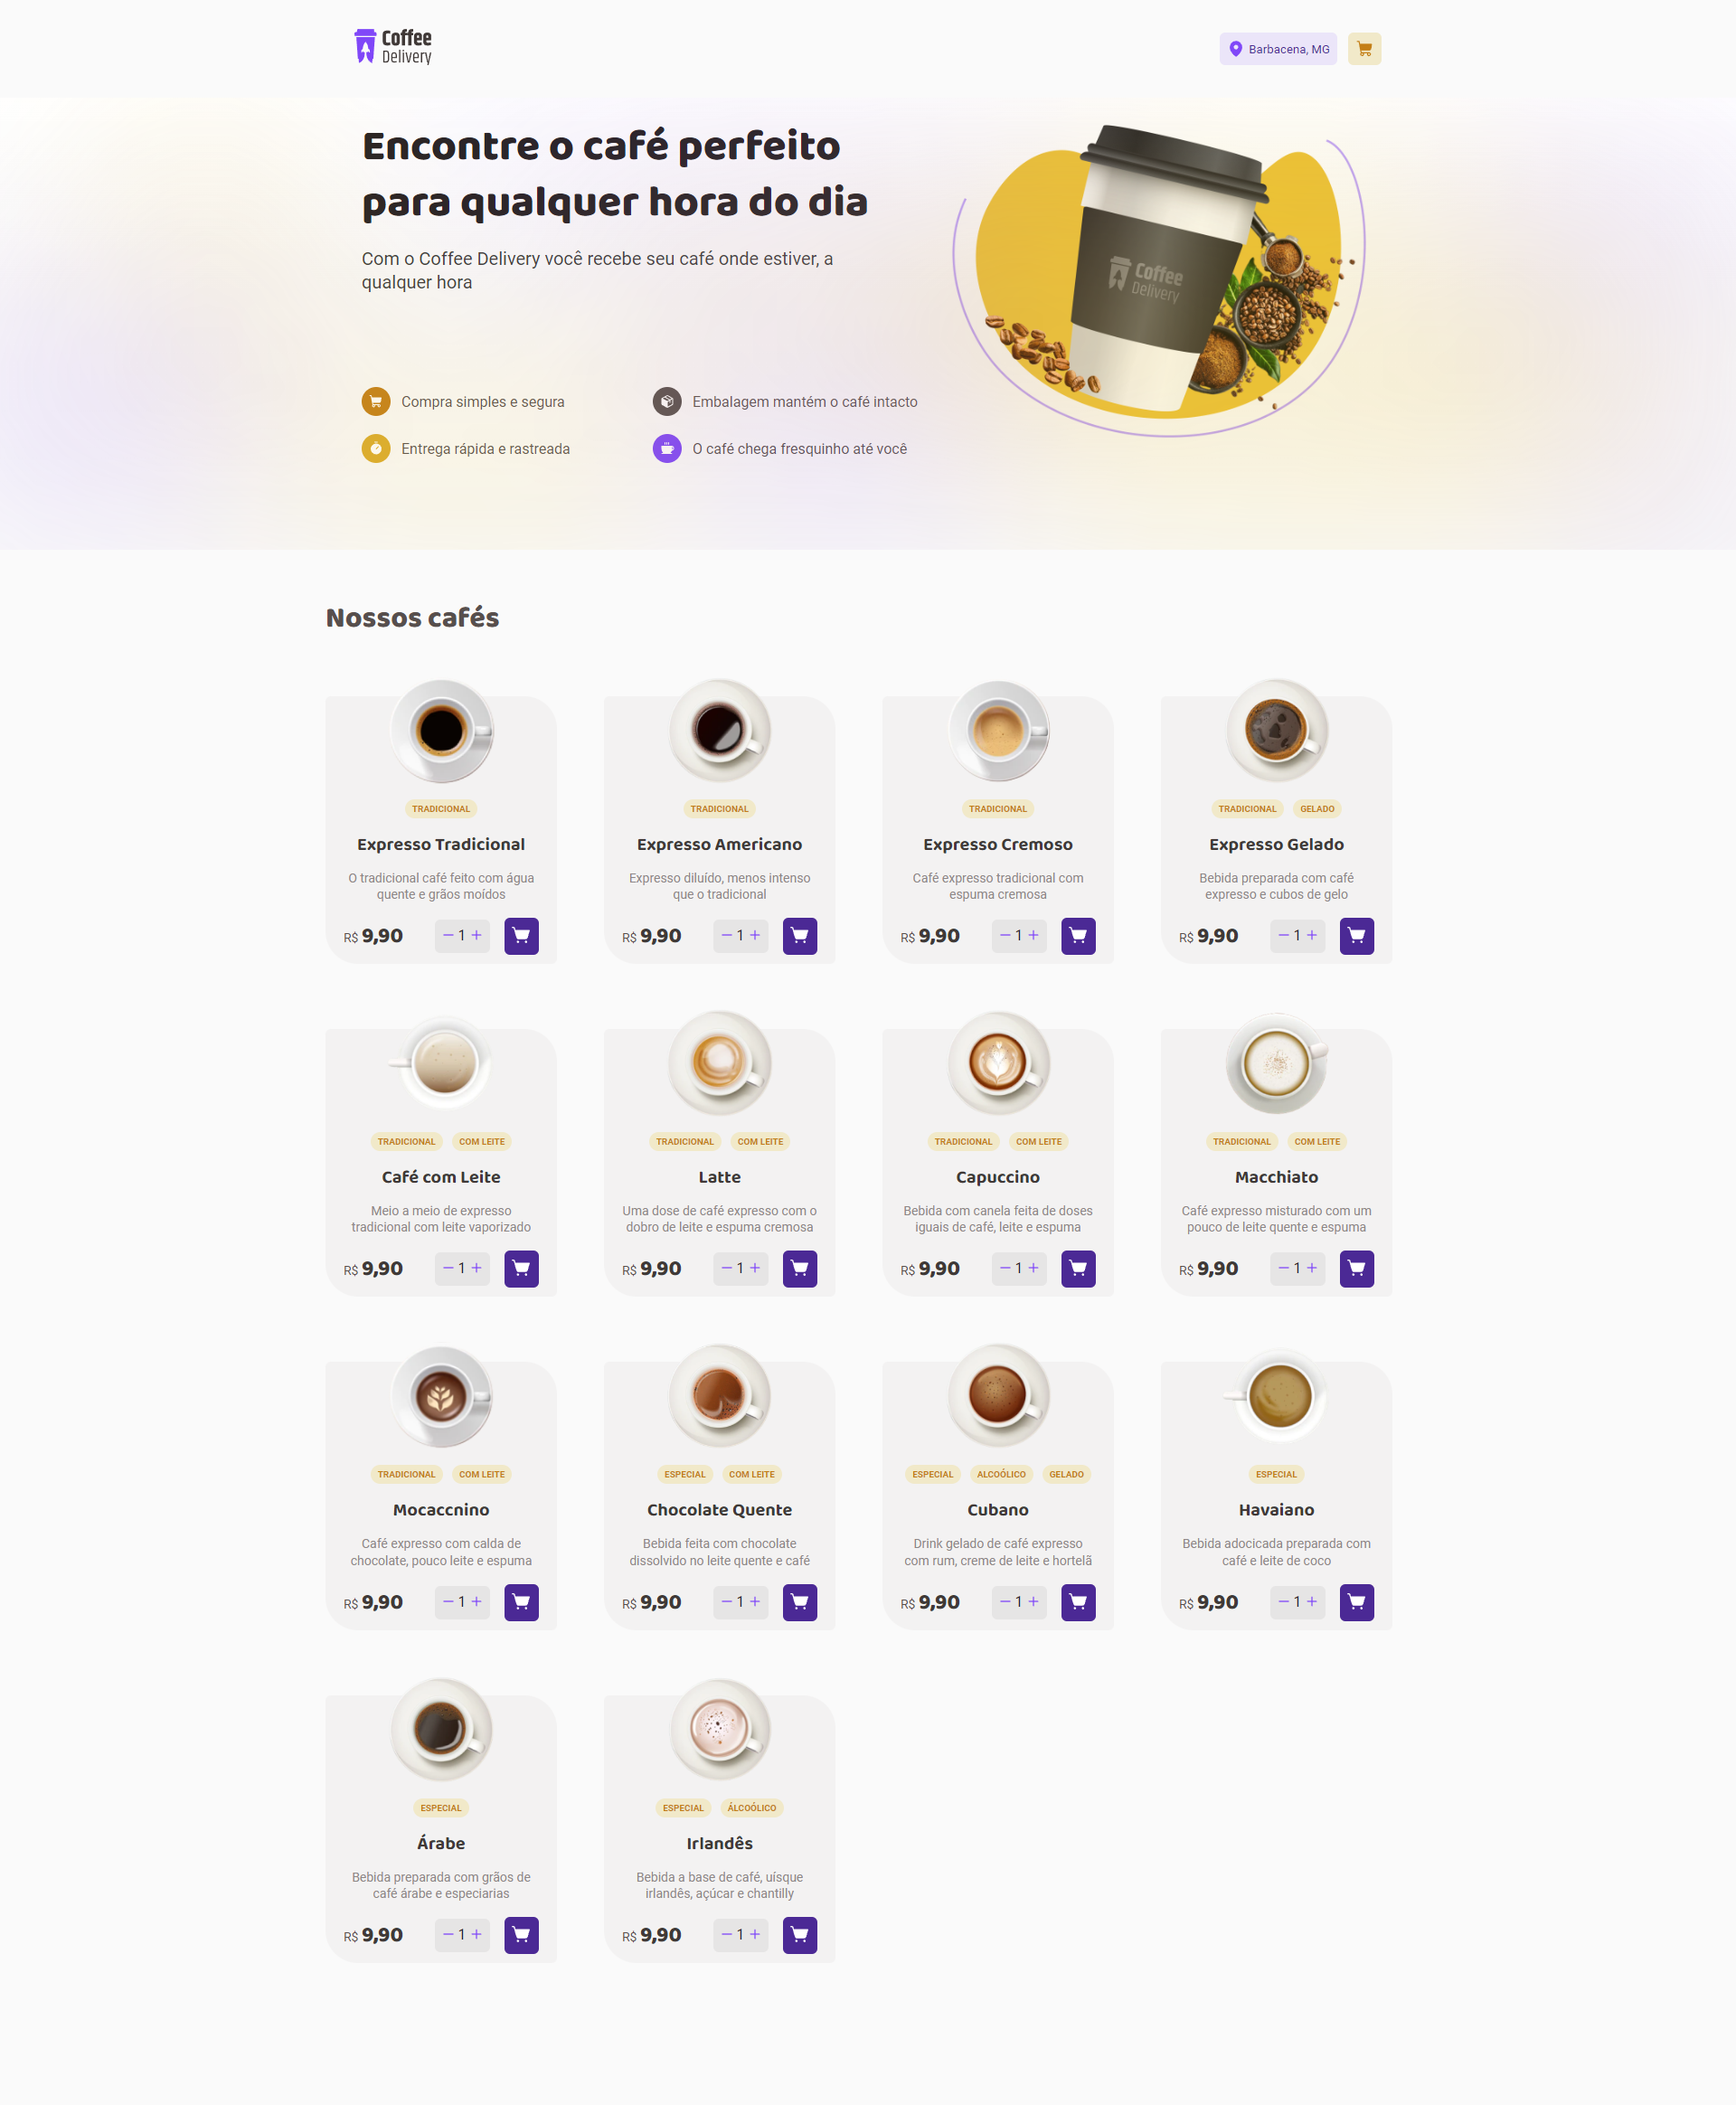 Coffee
Delivery
Barbacena, MG
Encontre o café perfeito
para qualquer hora do dia
Com o Coffee Delivery você recebe seu café onde estiver, a
qualquer hora
Coffee
Delivery
Compra simples e segura
Embalagem mantém o café intacto
Entrega rápida e rastreada
O café chega fresquinho até você
Nossos cafés
TRADICIONAL
Expresso Tradicional
O tradicional café feito com água
quente e grãos moídos
R$ 9,90
1
TRADICIONAL
Expresso Americano
Expresso diluído, menos intenso
que o tradicional
R$ 9,90
1
TRADICIONAL
Expresso Cremoso
Café expresso tradicional com
espuma cremosa
R$ 9,90
1
TRADICIONAL GELADO
Expresso Gelado
Bebida preparada com café
expresso e cubos de gelo
R$ 9,90
1
TRADICIONAL COM LEITE
Café com Leite
Meio a meio de expresso
tradicional com leite vaporizado
R$ 9,90
1
TRADICIONAL COM LEITE
Latte
Uma dose de café expresso com o
dobro de leite e espuma cremosa
R$ 9,90
1
TRADICIONAL COM LEITE
Capuccino
Bebida com canela feita de doses
iguais de café, leite e espuma
R$ 9,90
1
TRADICIONAL COM LEITE
Macchiato
Café expresso misturado com um
pouco de leite quente e espuma
R$ 9,90
1
TRADICIONAL COM LEITE
Mocaccnino
Café expresso com calda de
chocolate, pouco leite e espuma
R$ 9,90
1
ESPECIAL COM LEITE
Chocolate Quente
Bebida feita com chocolate
dissolvido no leite quente e café
R$ 9,90
1
ESPECIAL ALCOÓLICO GELADO
Cubano
Drink gelado de café expresso
com rum, creme de leite e hortelã
R$ 9,90
1
ESPECIAL
Havaiano
Bebida adocicada preparada com
café e leite de coco
R$ 9,90
1
ESPECIAL
Árabe
Bebida preparada com grãos de
café árabe e especiarias
R$ 9,90
1
ESPECIAL ÁLCOÓLICO
Irlandês
Bebida a base de café, uísque
irlandês, açúcar e chantilly
R$ 9,90
1